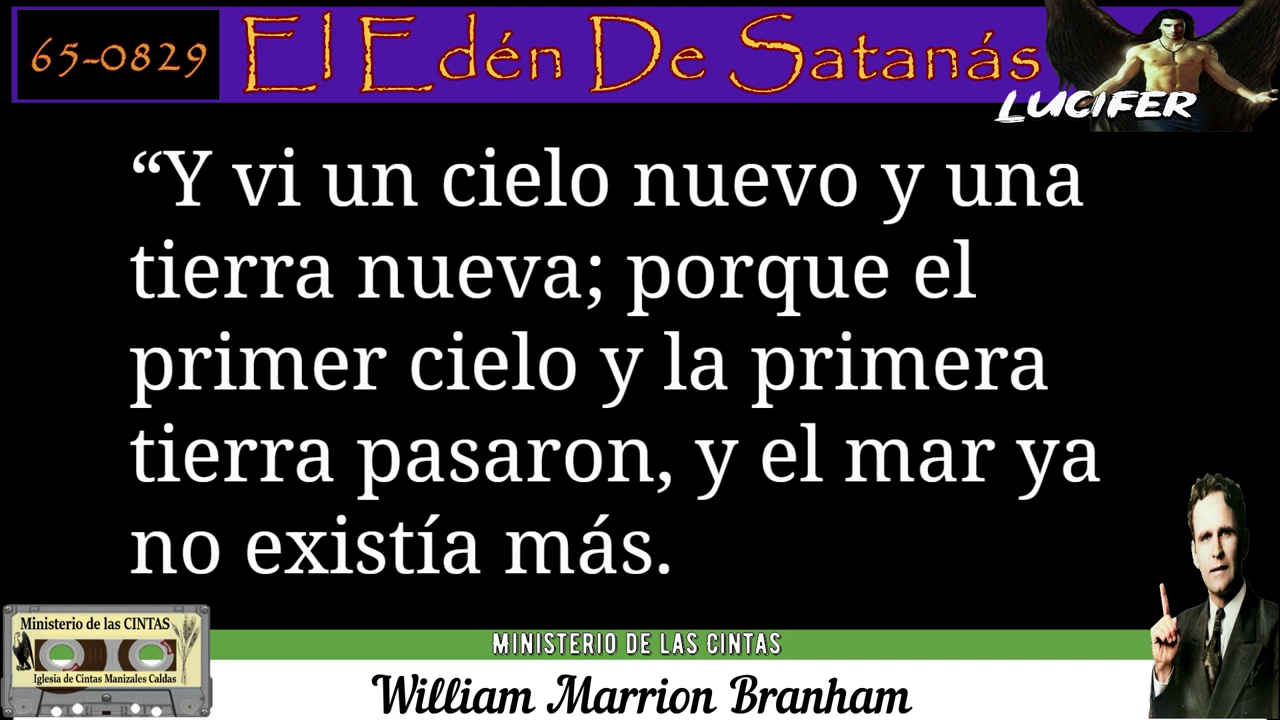 65-0829
El Edén De Satanás
LUCIFER
“Y vi un cielo nuevo y una
tierra nueva; porque el
primer cielo y la primera
tierra pasaron, y el mar ya
no existía más.
Ministerio de las CINTAS
Iglesia de Cintas Manizales Caldas
MINISTERIO DE LAS CINTAS
William Marrion Branham